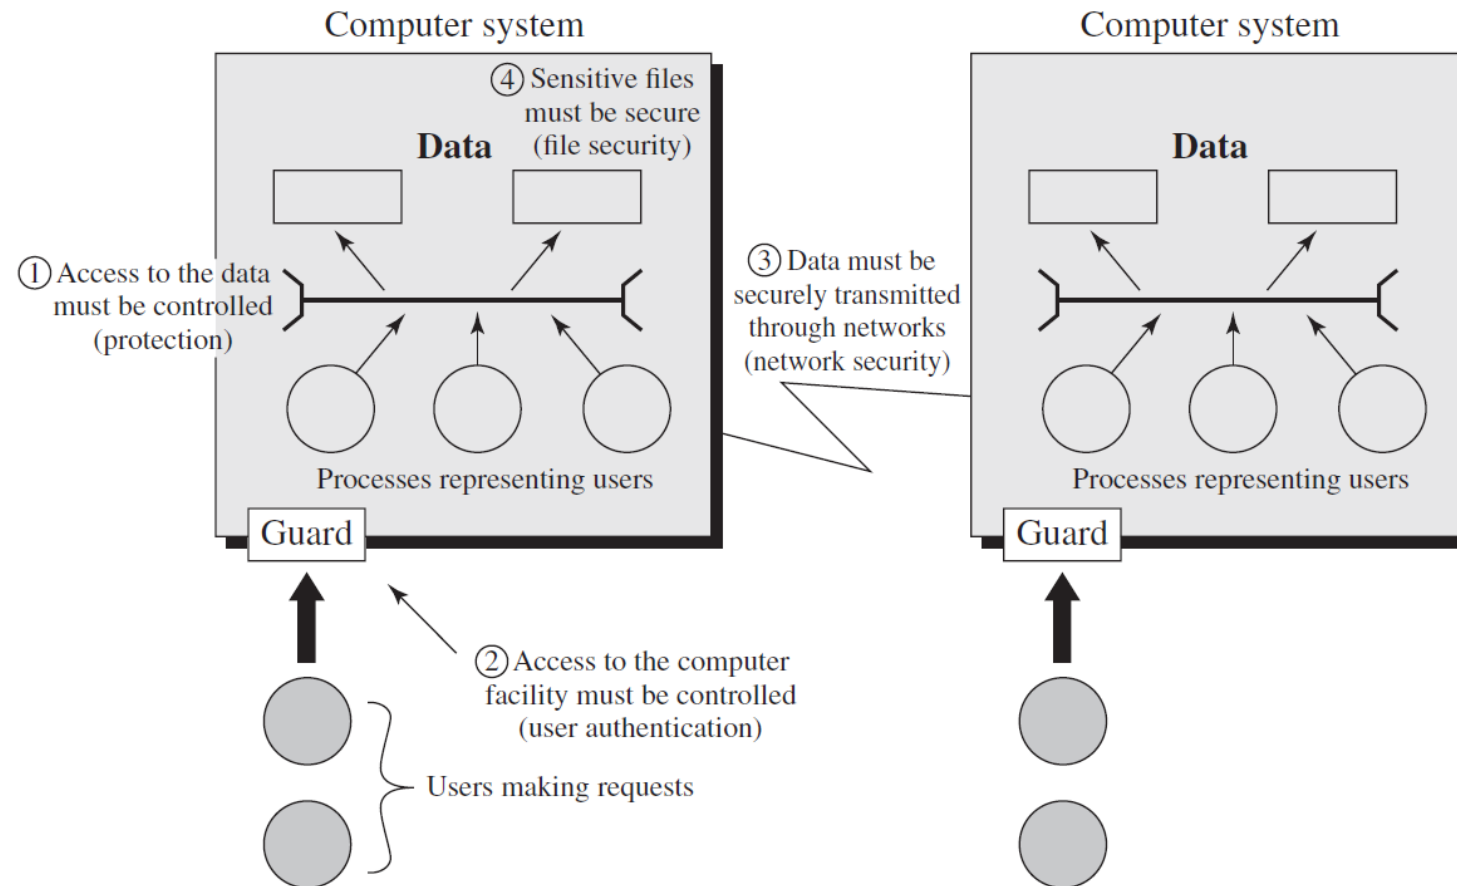 Computer system
④ Sensitive files
must be secure
(file security)
Data
① Access to the data
must be controlled
(protection)
Processes representing users
Guard
② Access to the computer
facility must be controlled
(user authentication)
Users making requests
③ Data must be
securely transmitted
through networks
(network security)
Computer system
Data
Processes representing users
Guard